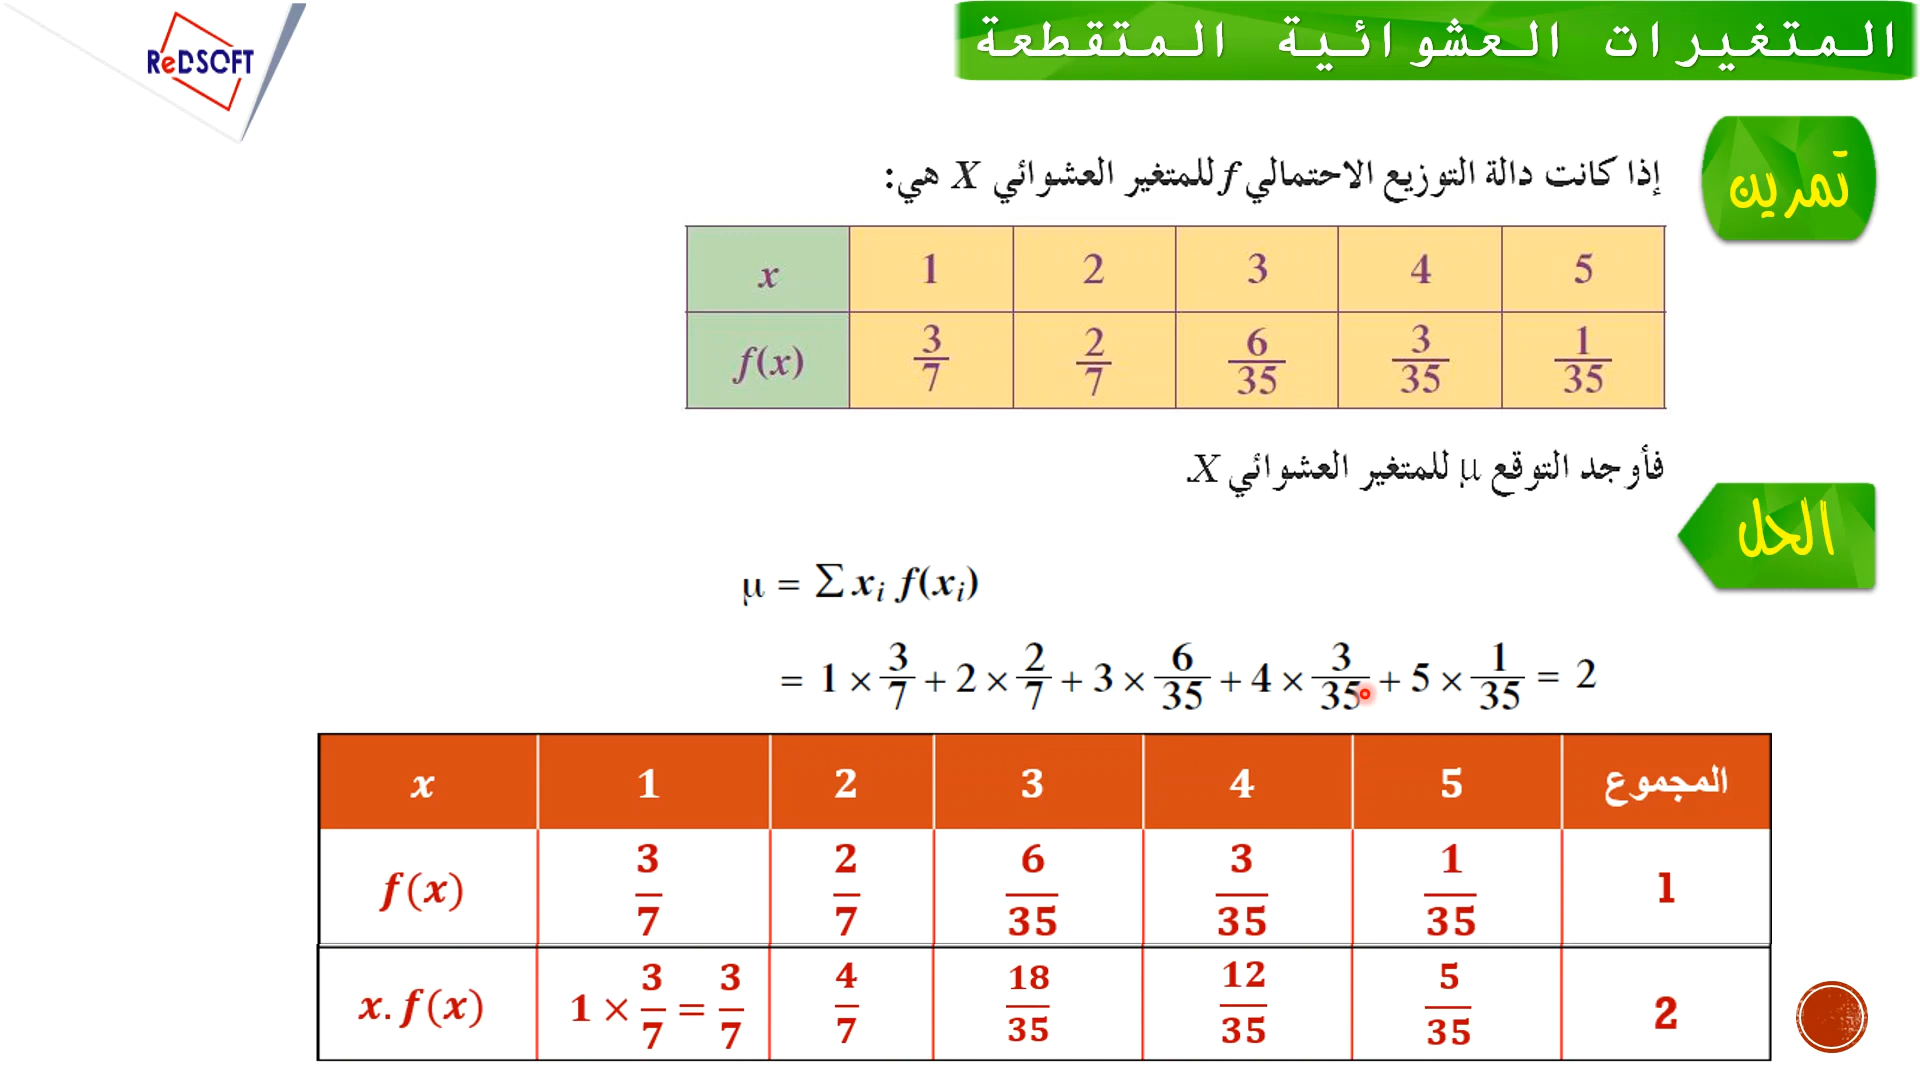 المتغيرات العشوائية المتقطعة
ReDSOFT
تمرين
إذا كانت دالة التوزيع الاحتمالي f للمتغير العشوائي X هي:
x 1 2 3 4 5
f(x) 3/7 2/7 6/35 3/35 1/35
فأوجد التوقع μ للمتغير العشوائي X.
الحل
μ = ∑ xᵢ f(xᵢ)
= 1 × 3/7 + 2 × 2/7 + 3 × 6/35 + 4 × 3/35 + 5 × 1/35 = 2
x 1 2 3 4 5 المجموع
f(x) 3/7 2/7 6/35 3/35 1/35 1
x.f(x) 1 × 3/7 = 3/7 4/7 18/35 12/35 5/35 2